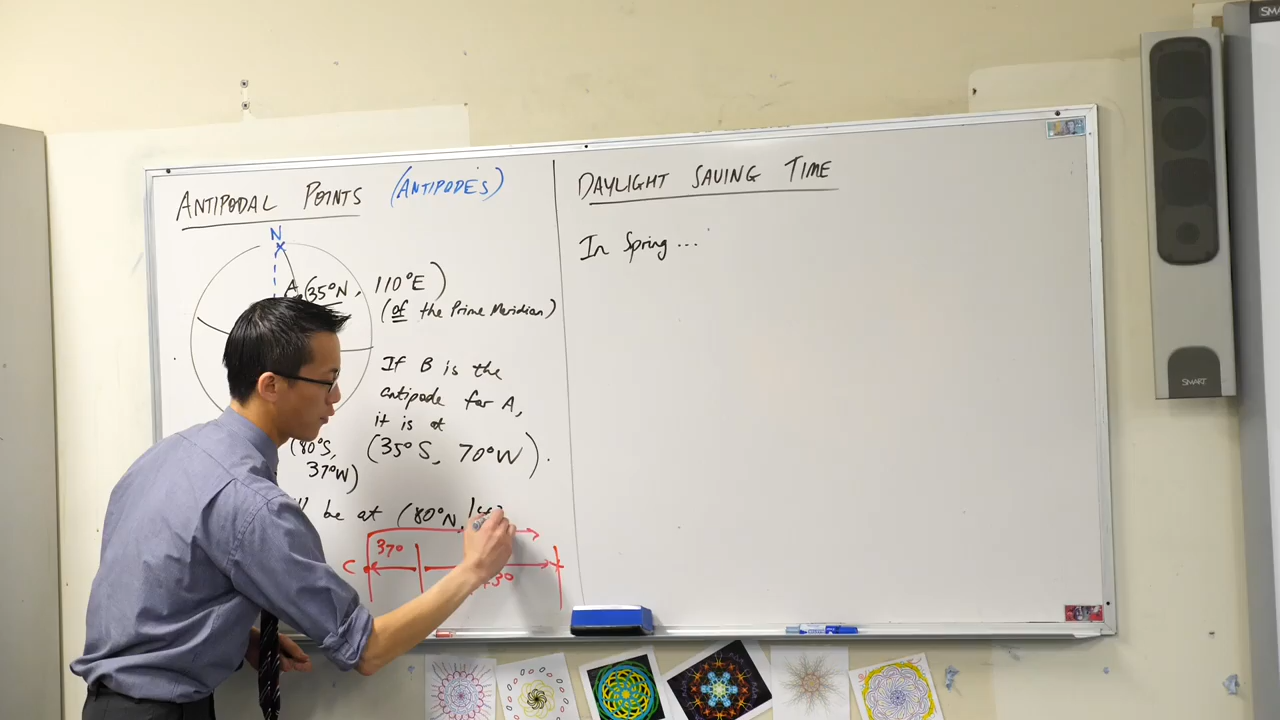 ANTIPODAL POINTS (ANTIPODES)
N
A (35°N, 110°E)
(of the Prime Meridian)
If B is the
antipode for A,
it is at
(35°S, 70°W).
(80°S,
37°W)
be at (80°N,
37°
C
DAYLIGHT SAVING TIME
In Spring...
SMART